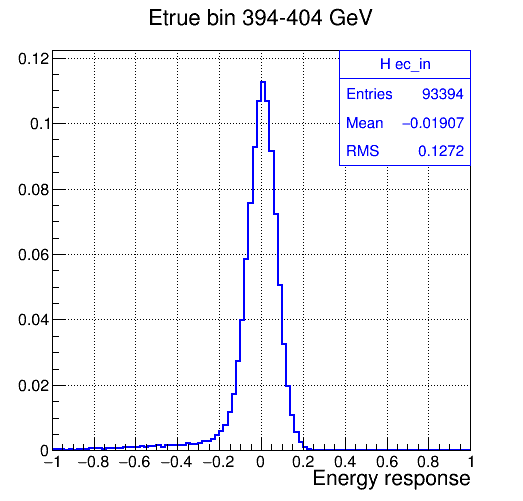 Etrue bin 394-404 GeV
H ec_in
Entries 93394
Mean −0.01907
RMS 0.1272
0.12
0.1
0.08
0.06
0.04
0.02
0
−1 −0.8 −0.6 −0.4 −0.2 0 0.2 0.4 0.6 0.8 1
Energy response